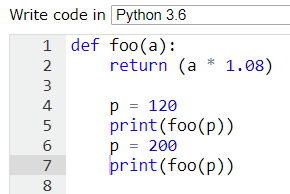 Write code in Python 3.6
1 def foo(a):
2     return (a * 1.08)
3
4     p = 120
5     print(foo(p))
6     p = 200
7     print(foo(p))
8